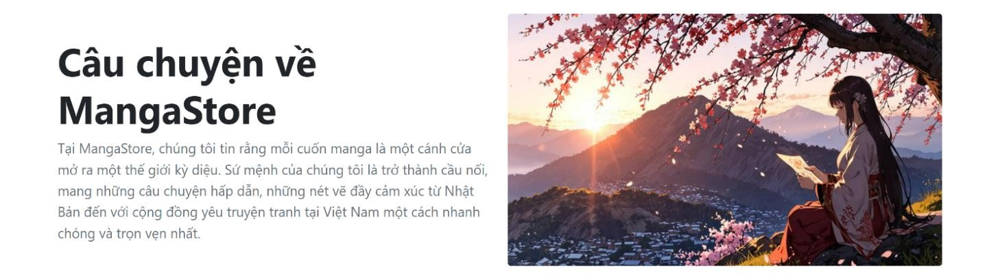 Câu chuyện về
MangaStore
Tại MangaStore, chúng tôi tin rằng mỗi cuốn manga là một cánh cửa
mở ra một thế giới kỳ diệu. Sứ mệnh của chúng tôi là trở thành cầu nối,
mang những câu chuyện hấp dẫn, những nét vẽ đầy cảm xúc từ Nhật
Bản đến với cộng đồng yêu truyện tranh tại Việt Nam một cách nhanh
chóng và trọn vẹn nhất.